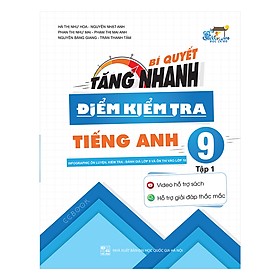 HÀ THỊ NHƯ HOA - NGUYỄN NHẬT ANH
PHAN THỊ NHƯ MAI - PHẠM THỊ MAI ANH
NGUYỄN BẰNG GIANG - TRẦN THANH TÂM
BÍ QUYẾT
TĂNG NHANH
ĐIỂM KIỂM TRA
TIẾNG ANH 9
Tập 1
Video hỗ trợ sách
Hỗ trợ giải đáp thắc mắc
CCBOOK
NHÀ XUẤT BẢN ĐẠI HỌC QUỐC GIA HÀ NỘI